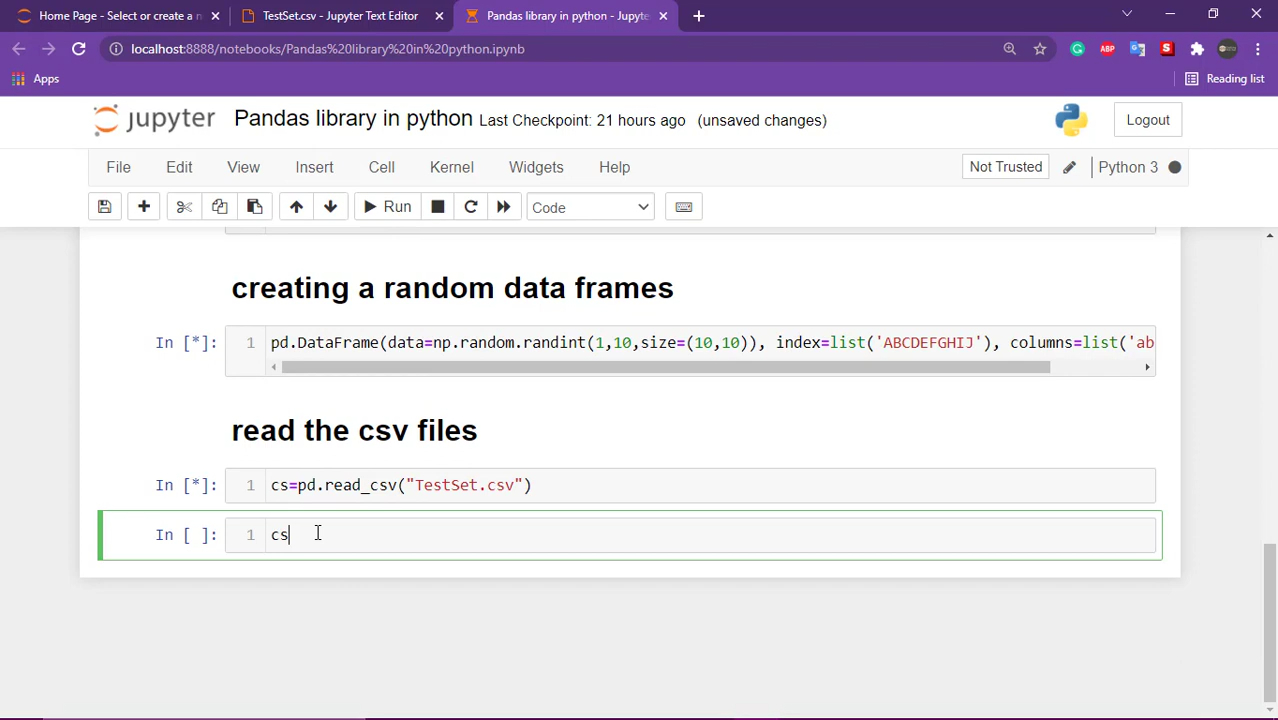 Home Page - Select or create a n
TestSet.csv - Jupyter Text Editor
Pandas library in python - Jupyte
localhost:8888/notebooks/Pandas%20library%20in%20python.ipynb
Apps
Reading list
jupyter Pandas library in python Last Checkpoint: 21 hours ago (unsaved changes)
Logout
File Edit View Insert Cell Kernel Widgets Help
Not Trusted
Python 3
Run
Code
creating a random data frames
In [*]: 1 pd.DataFrame(data=np.random.randint(1,10,size=(10,10)), index=list('ABCDEFGHIJ'), columns=list('ab
read the csv files
In [*]: 1 cs=pd.read_csv("TestSet.csv")
In [ ]: 1 cs